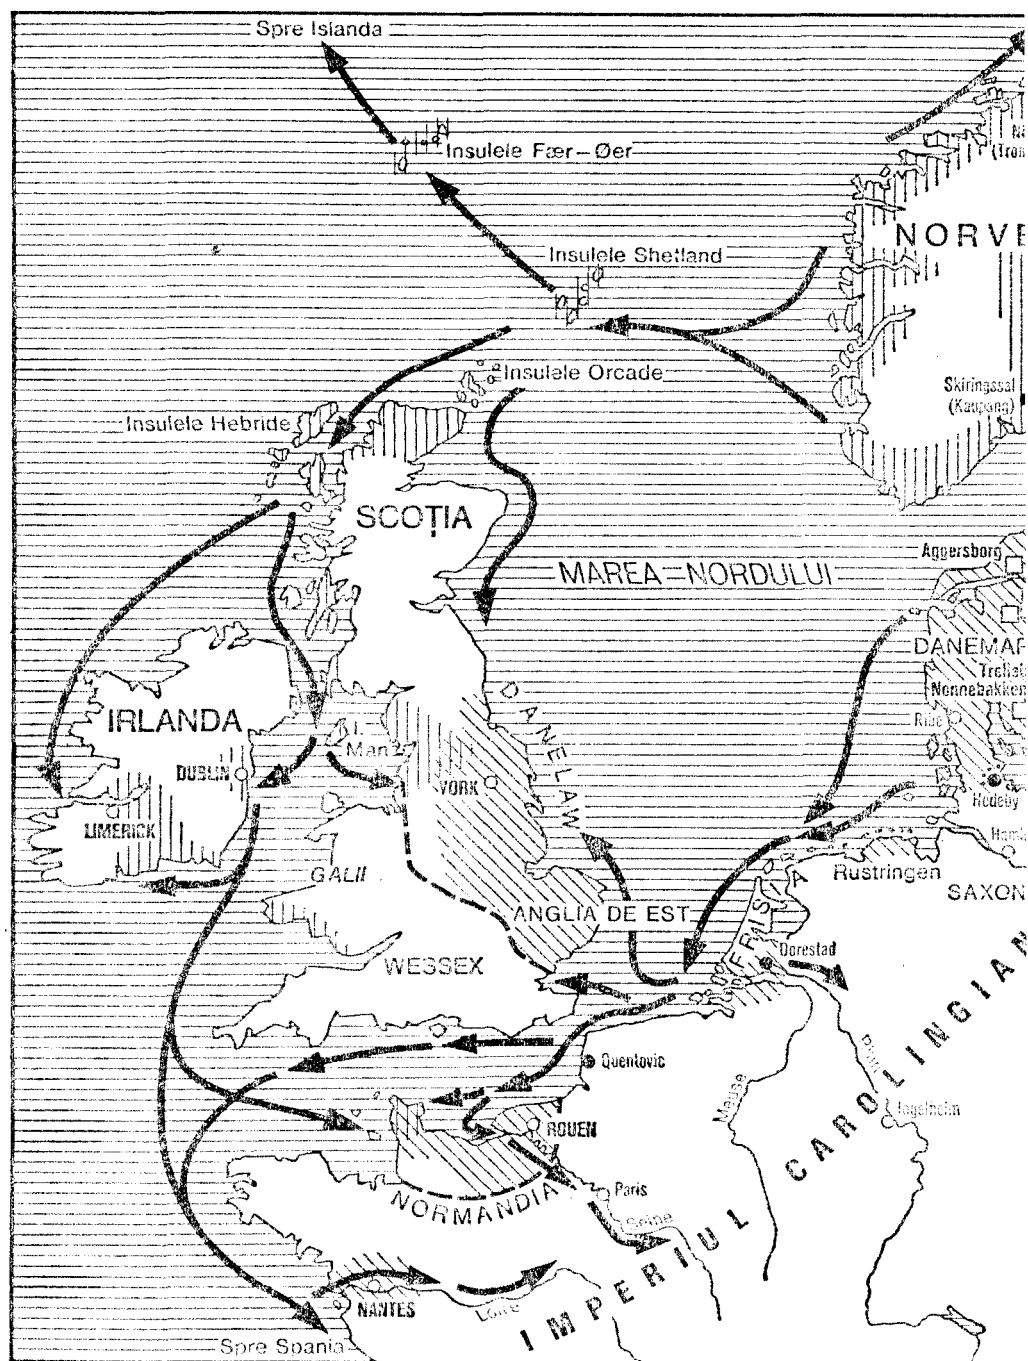 Spre Islanda
Insulele Fær–Øer
(Tron
Insulele Shetland
NORVE
Insulele Orcade
Skiringssal
(Kaupang)
Insulele Hebride
SCOȚIA
Aggersborg
MAREA NORDULUI
DANEMAR
Nonnebakken
Ribe
IRLANDA
I.
Man
DANELAW
DUBLIN
YORK
Hedeby
LIMERICK
GALII
Rustringen
SAXON
ANGLIA DE EST
FRISIA
WESSEX
Dorestad
Quentovic
Rhin
Meuse
Ingelheim
ROUEN
NORMANDIA
Paris
Seine
IMPERIUL CAROLINGIAN
NANTES
Loire
Spre Spania